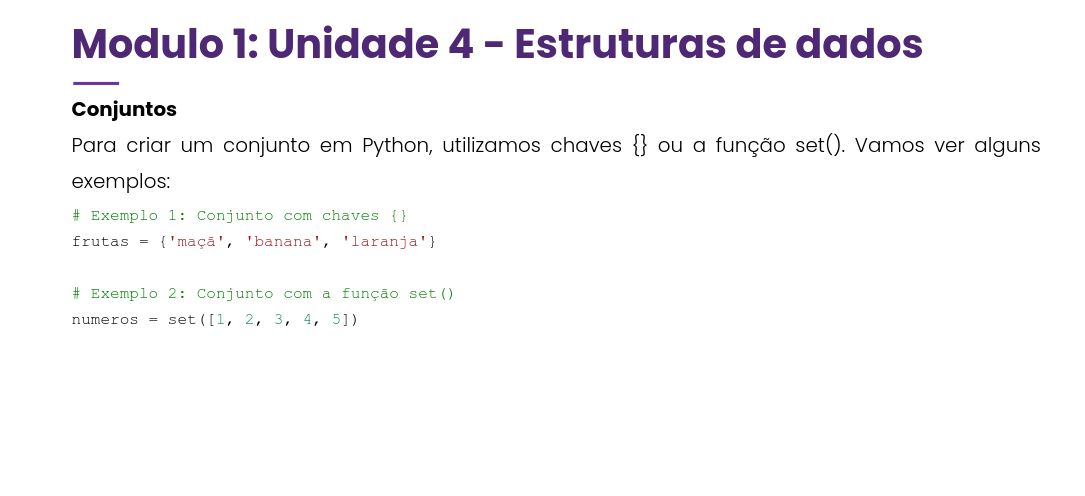 Modulo 1: Unidade 4 - Estruturas de dados
Conjuntos
Para criar um conjunto em Python, utilizamos chaves {} ou a função set(). Vamos ver alguns
exemplos:
# Exemplo 1: Conjunto com chaves {}
frutas = {'maçã', 'banana', 'laranja'}
# Exemplo 2: Conjunto com a função set()
numeros = set([1, 2, 3, 4, 5])